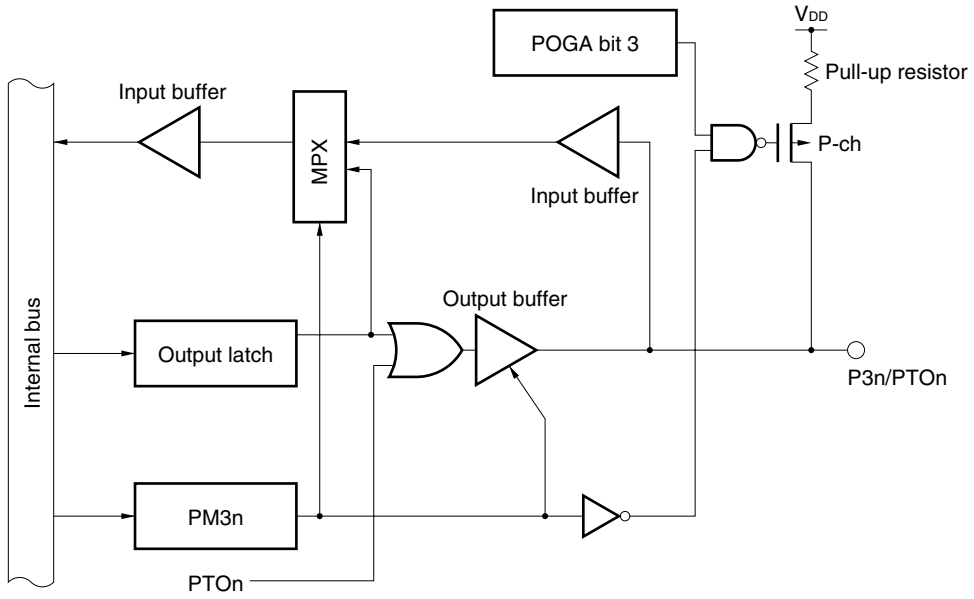 VDD
POGA bit 3
Pull-up resistor
Input buffer
MPX
P-ch
Input buffer
Internal bus
Output buffer
Output latch
P3n/PTOn
PM3n
PTOn